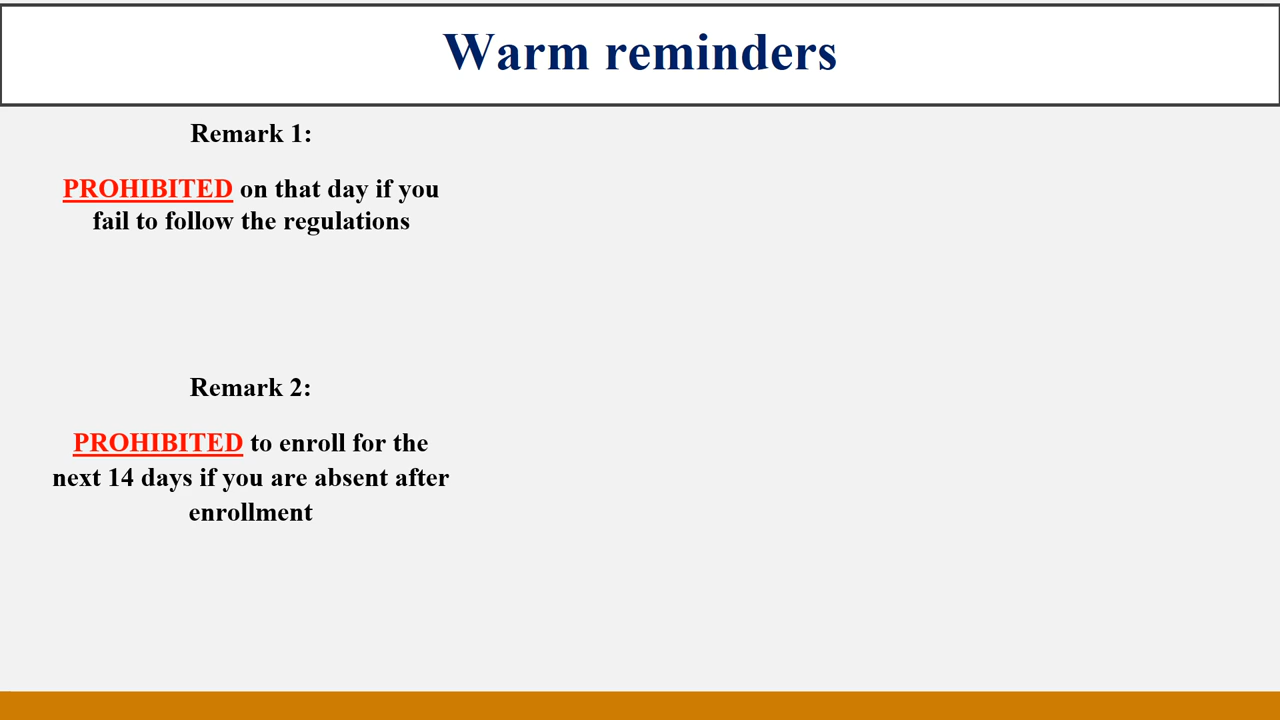 Warm reminders
Remark 1:
PROHIBITED on that day if you
fail to follow the regulations
Remark 2:
PROHIBITED to enroll for the
next 14 days if you are absent after
enrollment